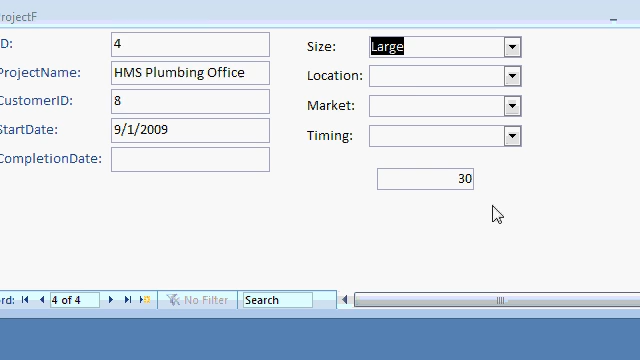 rojectF
D:
4
rojectName:
HMS Plumbing Office
CustomerID:
8
StartDate:
9/1/2009
CompletionDate:
Size:
Large
Location:
Market:
Timing:
30
rd:
4 of 4
No Filter
Search